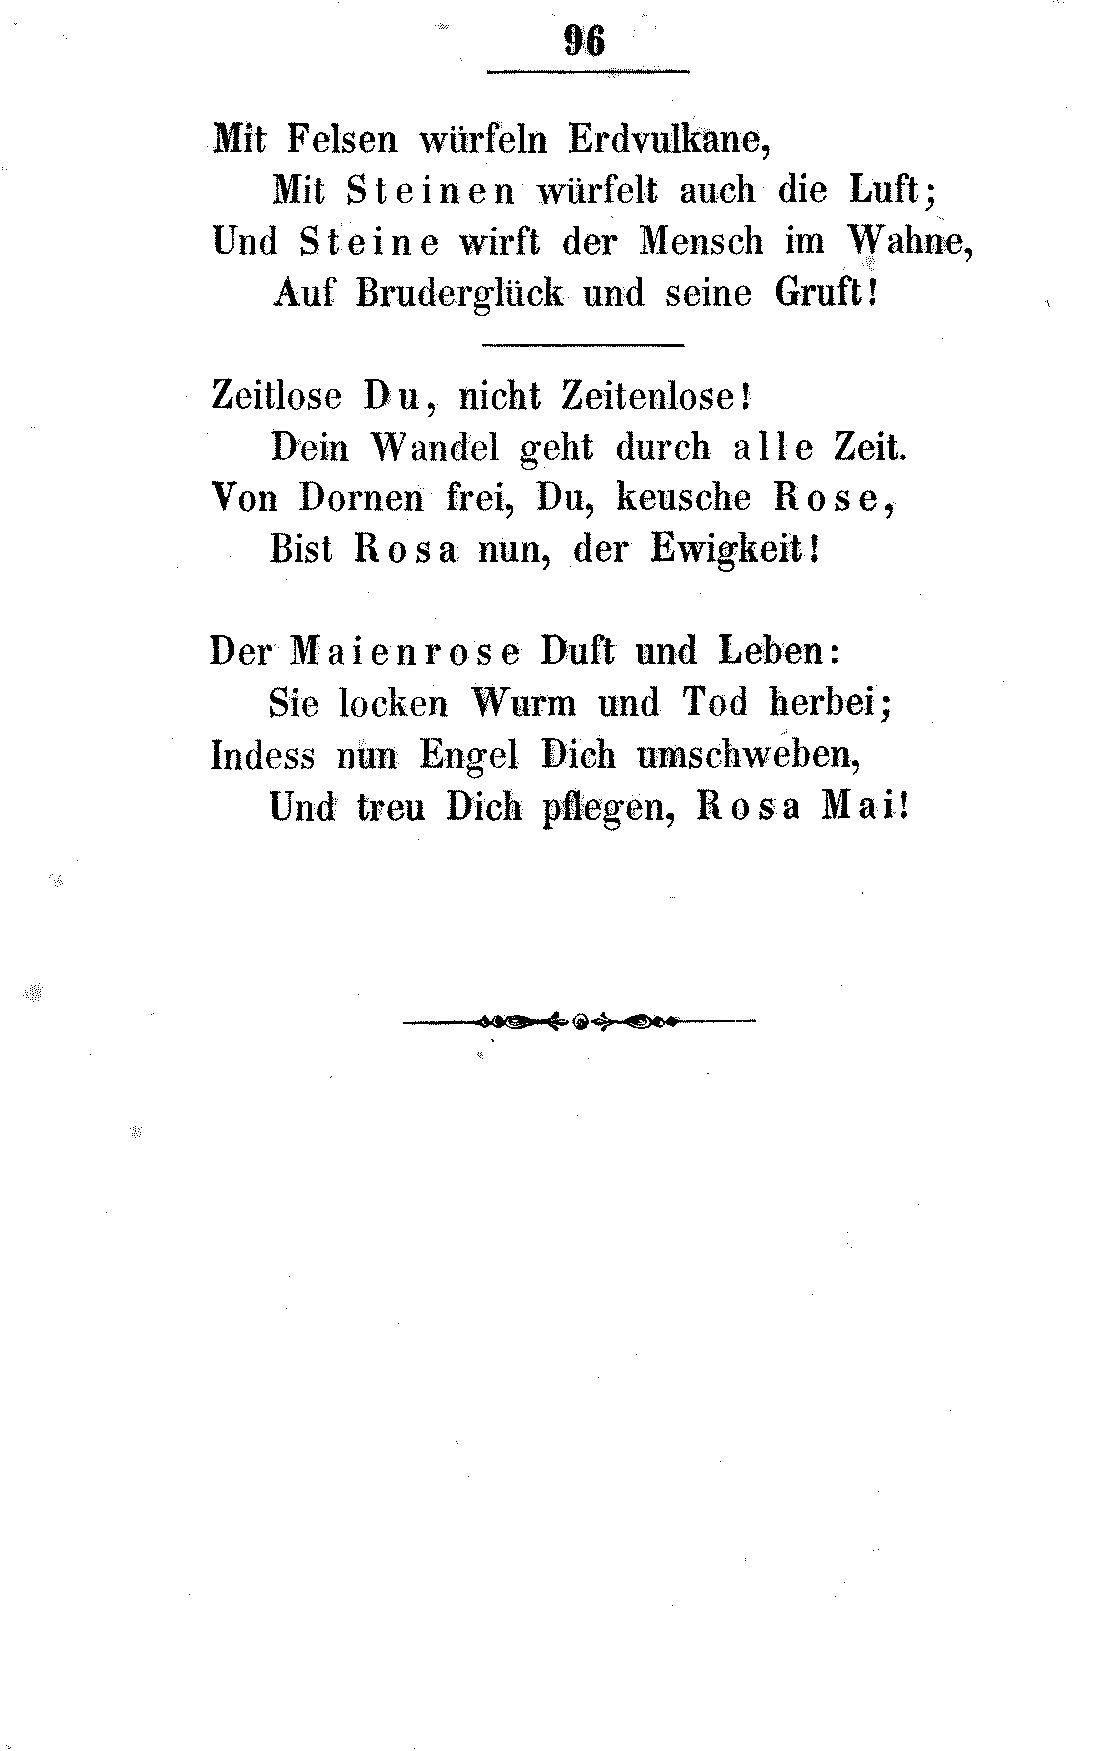 96
Mit Felsen würfeln Erdvulkane,
Mit Steinen würfelt auch die Luft;
Und Steine wirft der Mensch im Wahne,
Auf Bruderglück und seine Gruft!
Zeitlose Du, nicht Zeitenlose!
Dein Wandel geht durch alle Zeit.
Von Dornen frei, Du, keusche Rose,
Bist Rosa nun, der Ewigkeit!
Der Maienrose Duft und Leben:
Sie locken Wurm und Tod herbei;
Indess nun Engel Dich umschweben,
Und treu Dich pflegen, Rosa Mai!